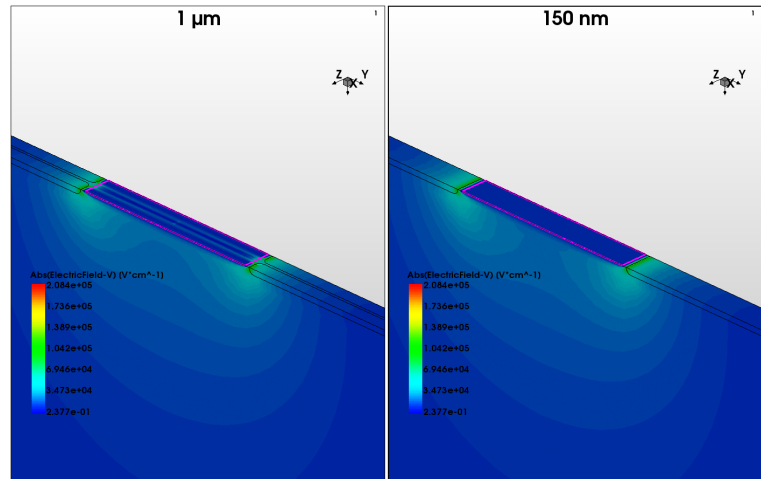 1 µm
1
Z
Y
X
Abs(ElectricField-V) (V*cm^-1)
2.084e+05
1.736e+05
1.389e+05
1.042e+05
6.946e+04
3.473e+04
2.377e-01
150 nm
1
Z
Y
X
Abs(ElectricField-V) (V*cm^-1)
2.084e+05
1.736e+05
1.389e+05
1.042e+05
6.946e+04
3.473e+04
2.377e-01